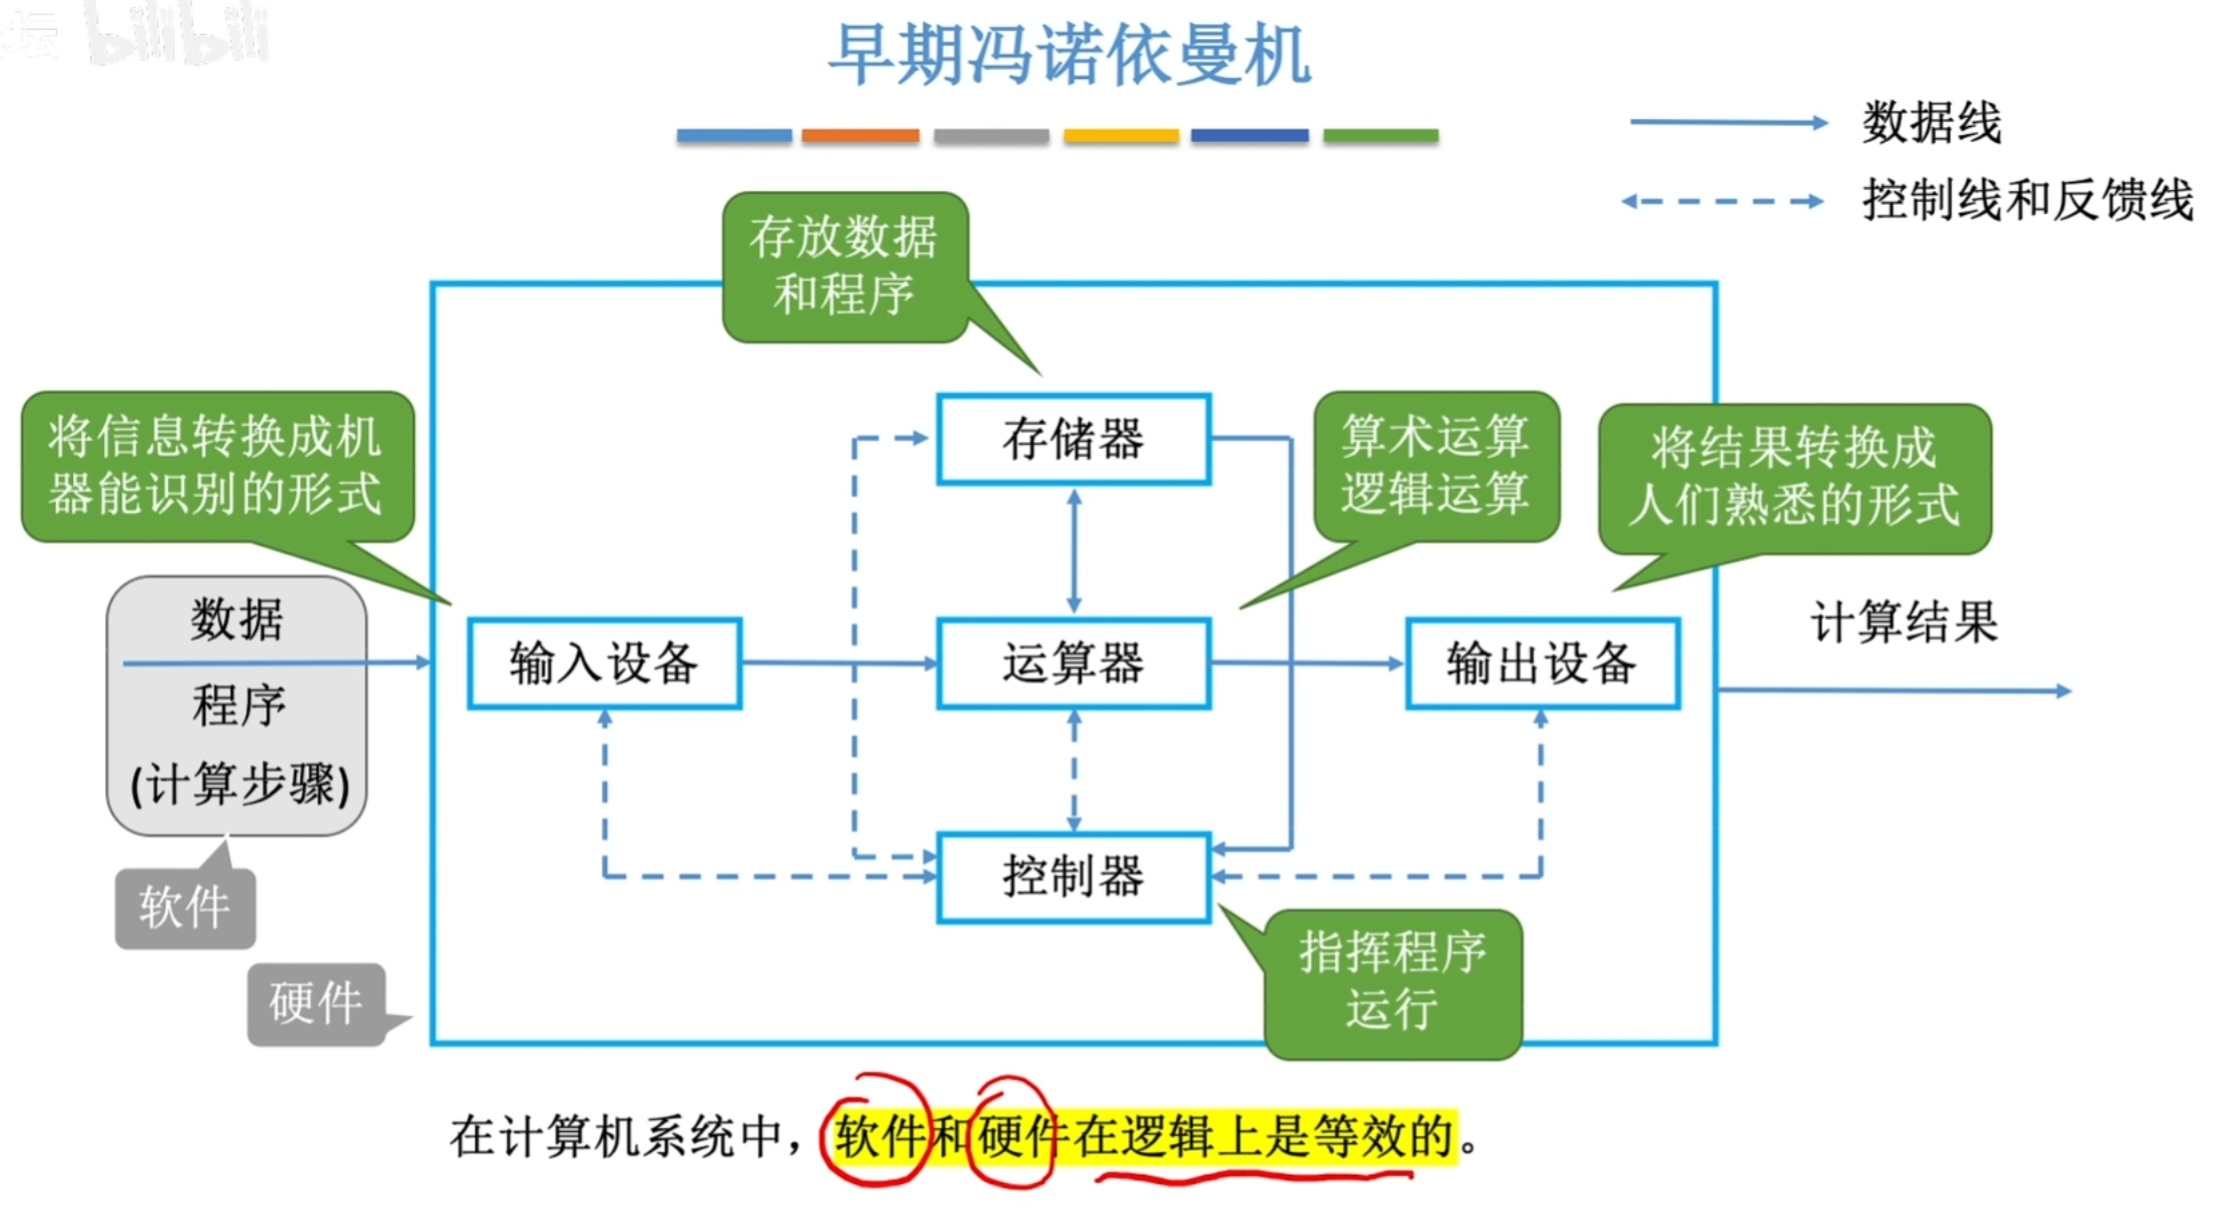 坛 bilibili
早期冯诺依曼机
数据线
控制线和反馈线
存放数据
和程序
将信息转换成机
器能识别的形式
存储器
算术运算
逻辑运算
将结果转换成
人们熟悉的形式
数据
程序
(计算步骤)
输入设备
运算器
输出设备
计算结果
软件
控制器
硬件
指挥程序
运行
在计算机系统中，软件和硬件在逻辑上是等效的。